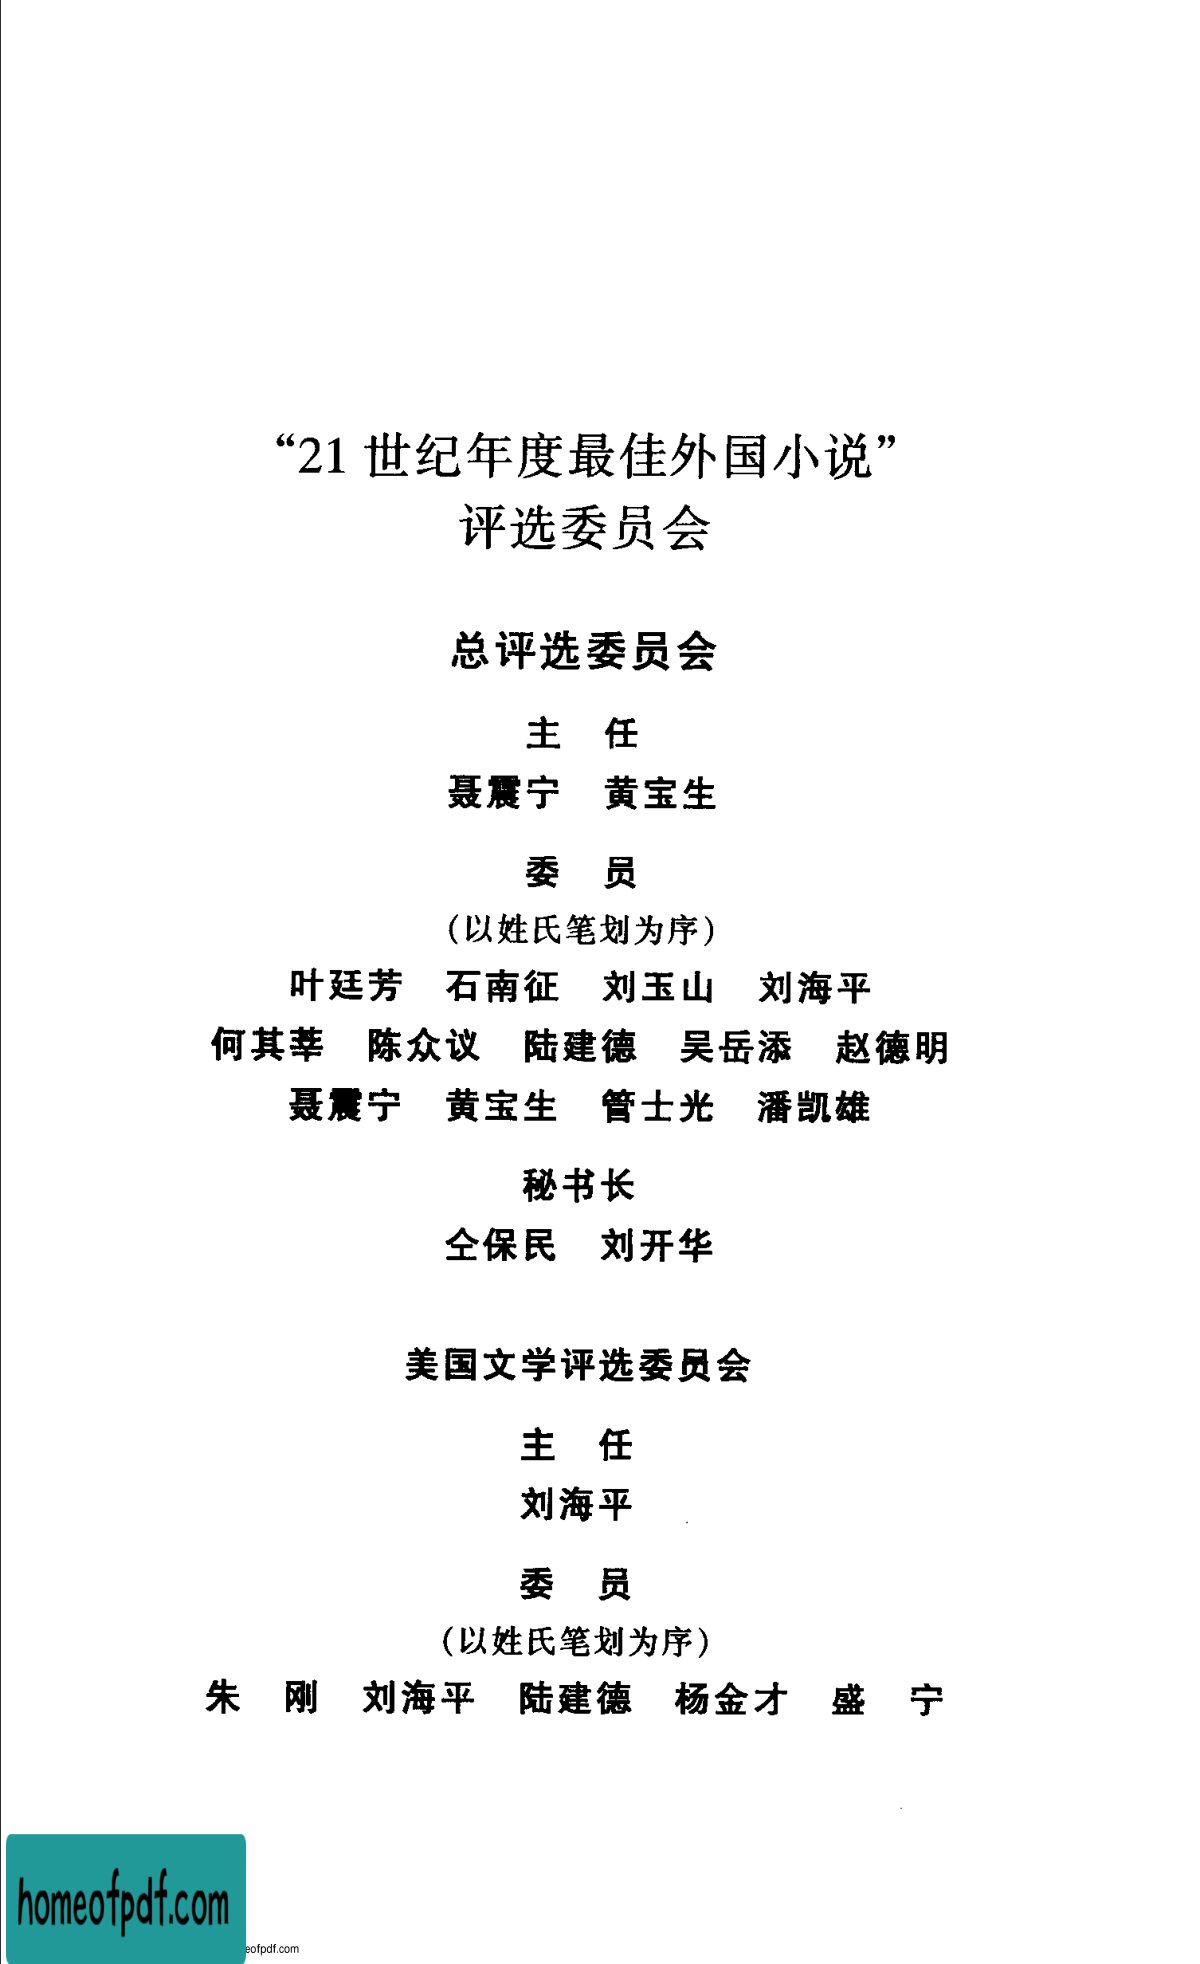 “21 世纪年度最佳外国小说”
评选委员会
总评选委员会
主 任
聂震宁 黄宝生
委 员
(以姓氏笔划为序)
叶廷芳 石南征 刘玉山 刘海平
何其莘 陈众议 陆建德 吴岳添 赵德明
聂震宁 黄宝生 管士光 潘凯雄
秘书长
仝保民 刘开华
美国文学评选委员会
主 任
刘海平
委 员
(以姓氏笔划为序)
朱 刚 刘海平 陆建德 杨金才 盛 宁
homeofpdf.com
eofpdf.com